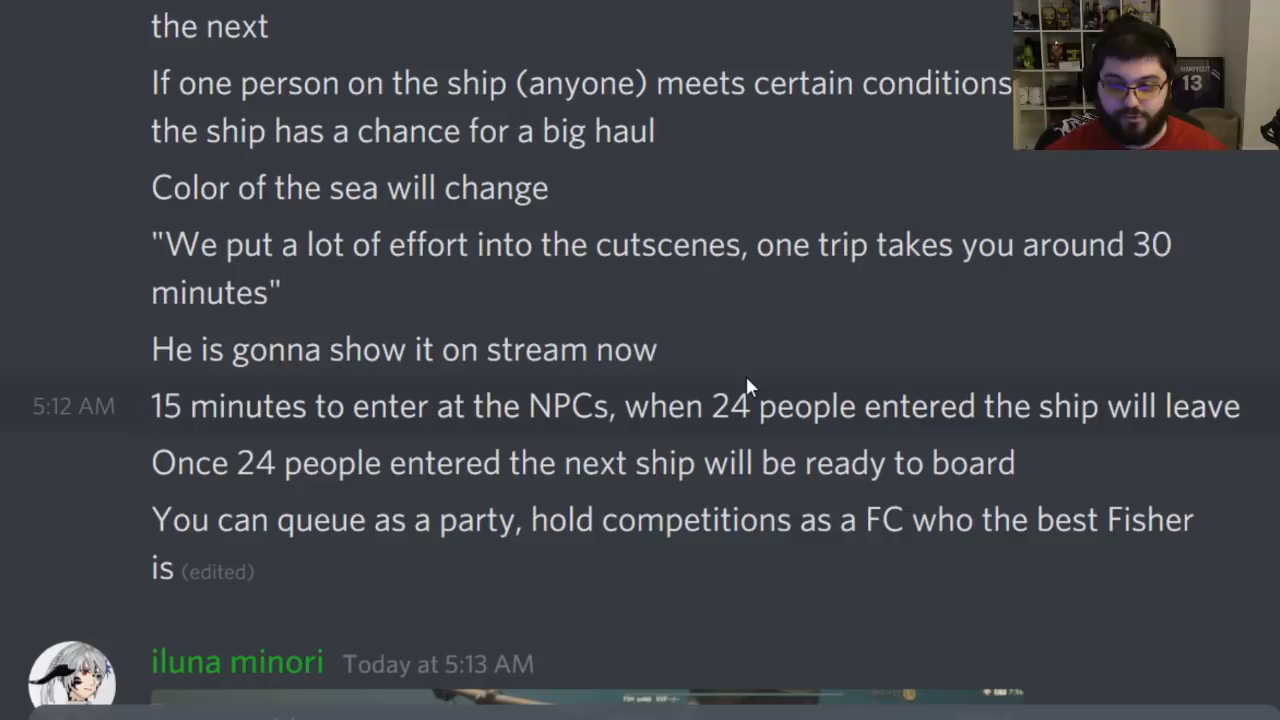 the next
If one person on the ship (anyone) meets certain conditions
the ship has a chance for a big haul
Color of the sea will change
"We put a lot of effort into the cutscenes, one trip takes you around 30
minutes"
He is gonna show it on stream now
5:12 AM 15 minutes to enter at the NPCs, when 24 people entered the ship will leave
Once 24 people entered the next ship will be ready to board
You can queue as a party, hold competitions as a FC who the best Fisher
is (edited)
iluna minori Today at 5:13 AM
13